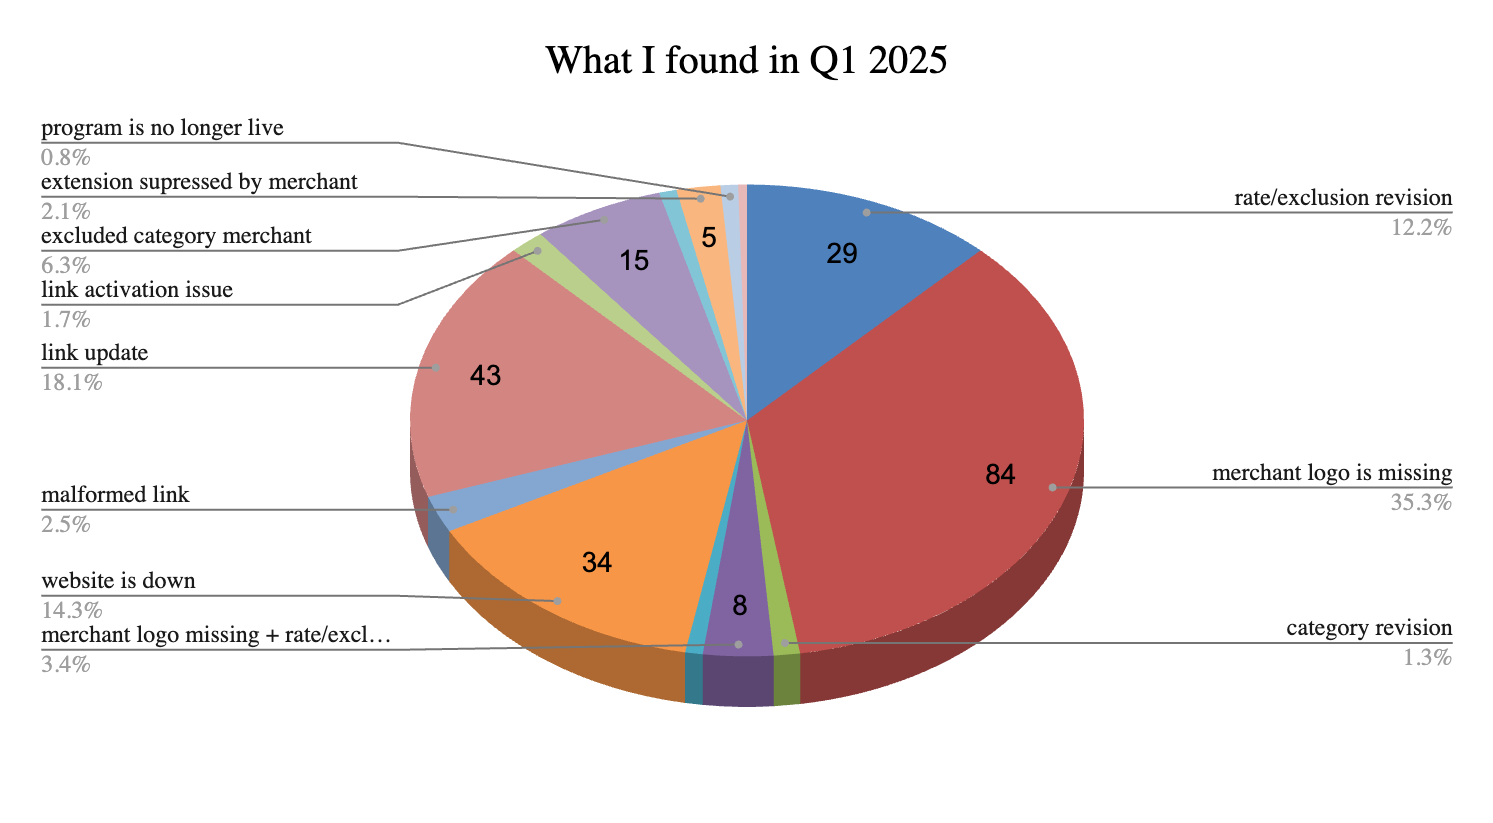 What I found in Q1 2025
program is no longer live
0.8%
extension supressed by merchant
2.1%
excluded category merchant
6.3%
link activation issue
1.7%
link update
18.1%
malformed link
2.5%
website is down
14.3%
merchant logo missing + rate/excl…
3.4%
rate/exclusion revision
12.2%
merchant logo is missing
35.3%
category revision
1.3%
5
15
29
43
84
34
8